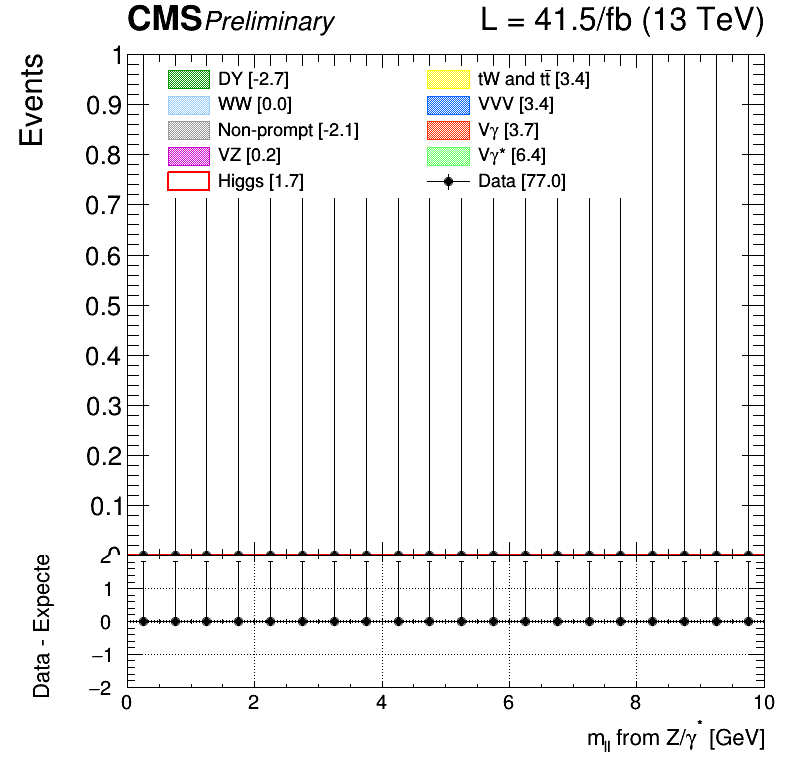 CMS Preliminary L = 41.5/fb (13 TeV)
Events
1
0.9
0.8
0.7
0.6
0.5
0.4
0.3
0.2
0.1
0
DY [-2.7]
WW [0.0]
Non-prompt [-2.1]
VZ [0.2]
Higgs [1.7]
tW and tt̄ [3.4]
VVV [3.4]
Vγ [3.7]
Vγ* [6.4]
Data [77.0]
Data - Expecte
2
1
0
−1
−2
0 2 4 6 8 10
mll from Z/γ* [GeV]